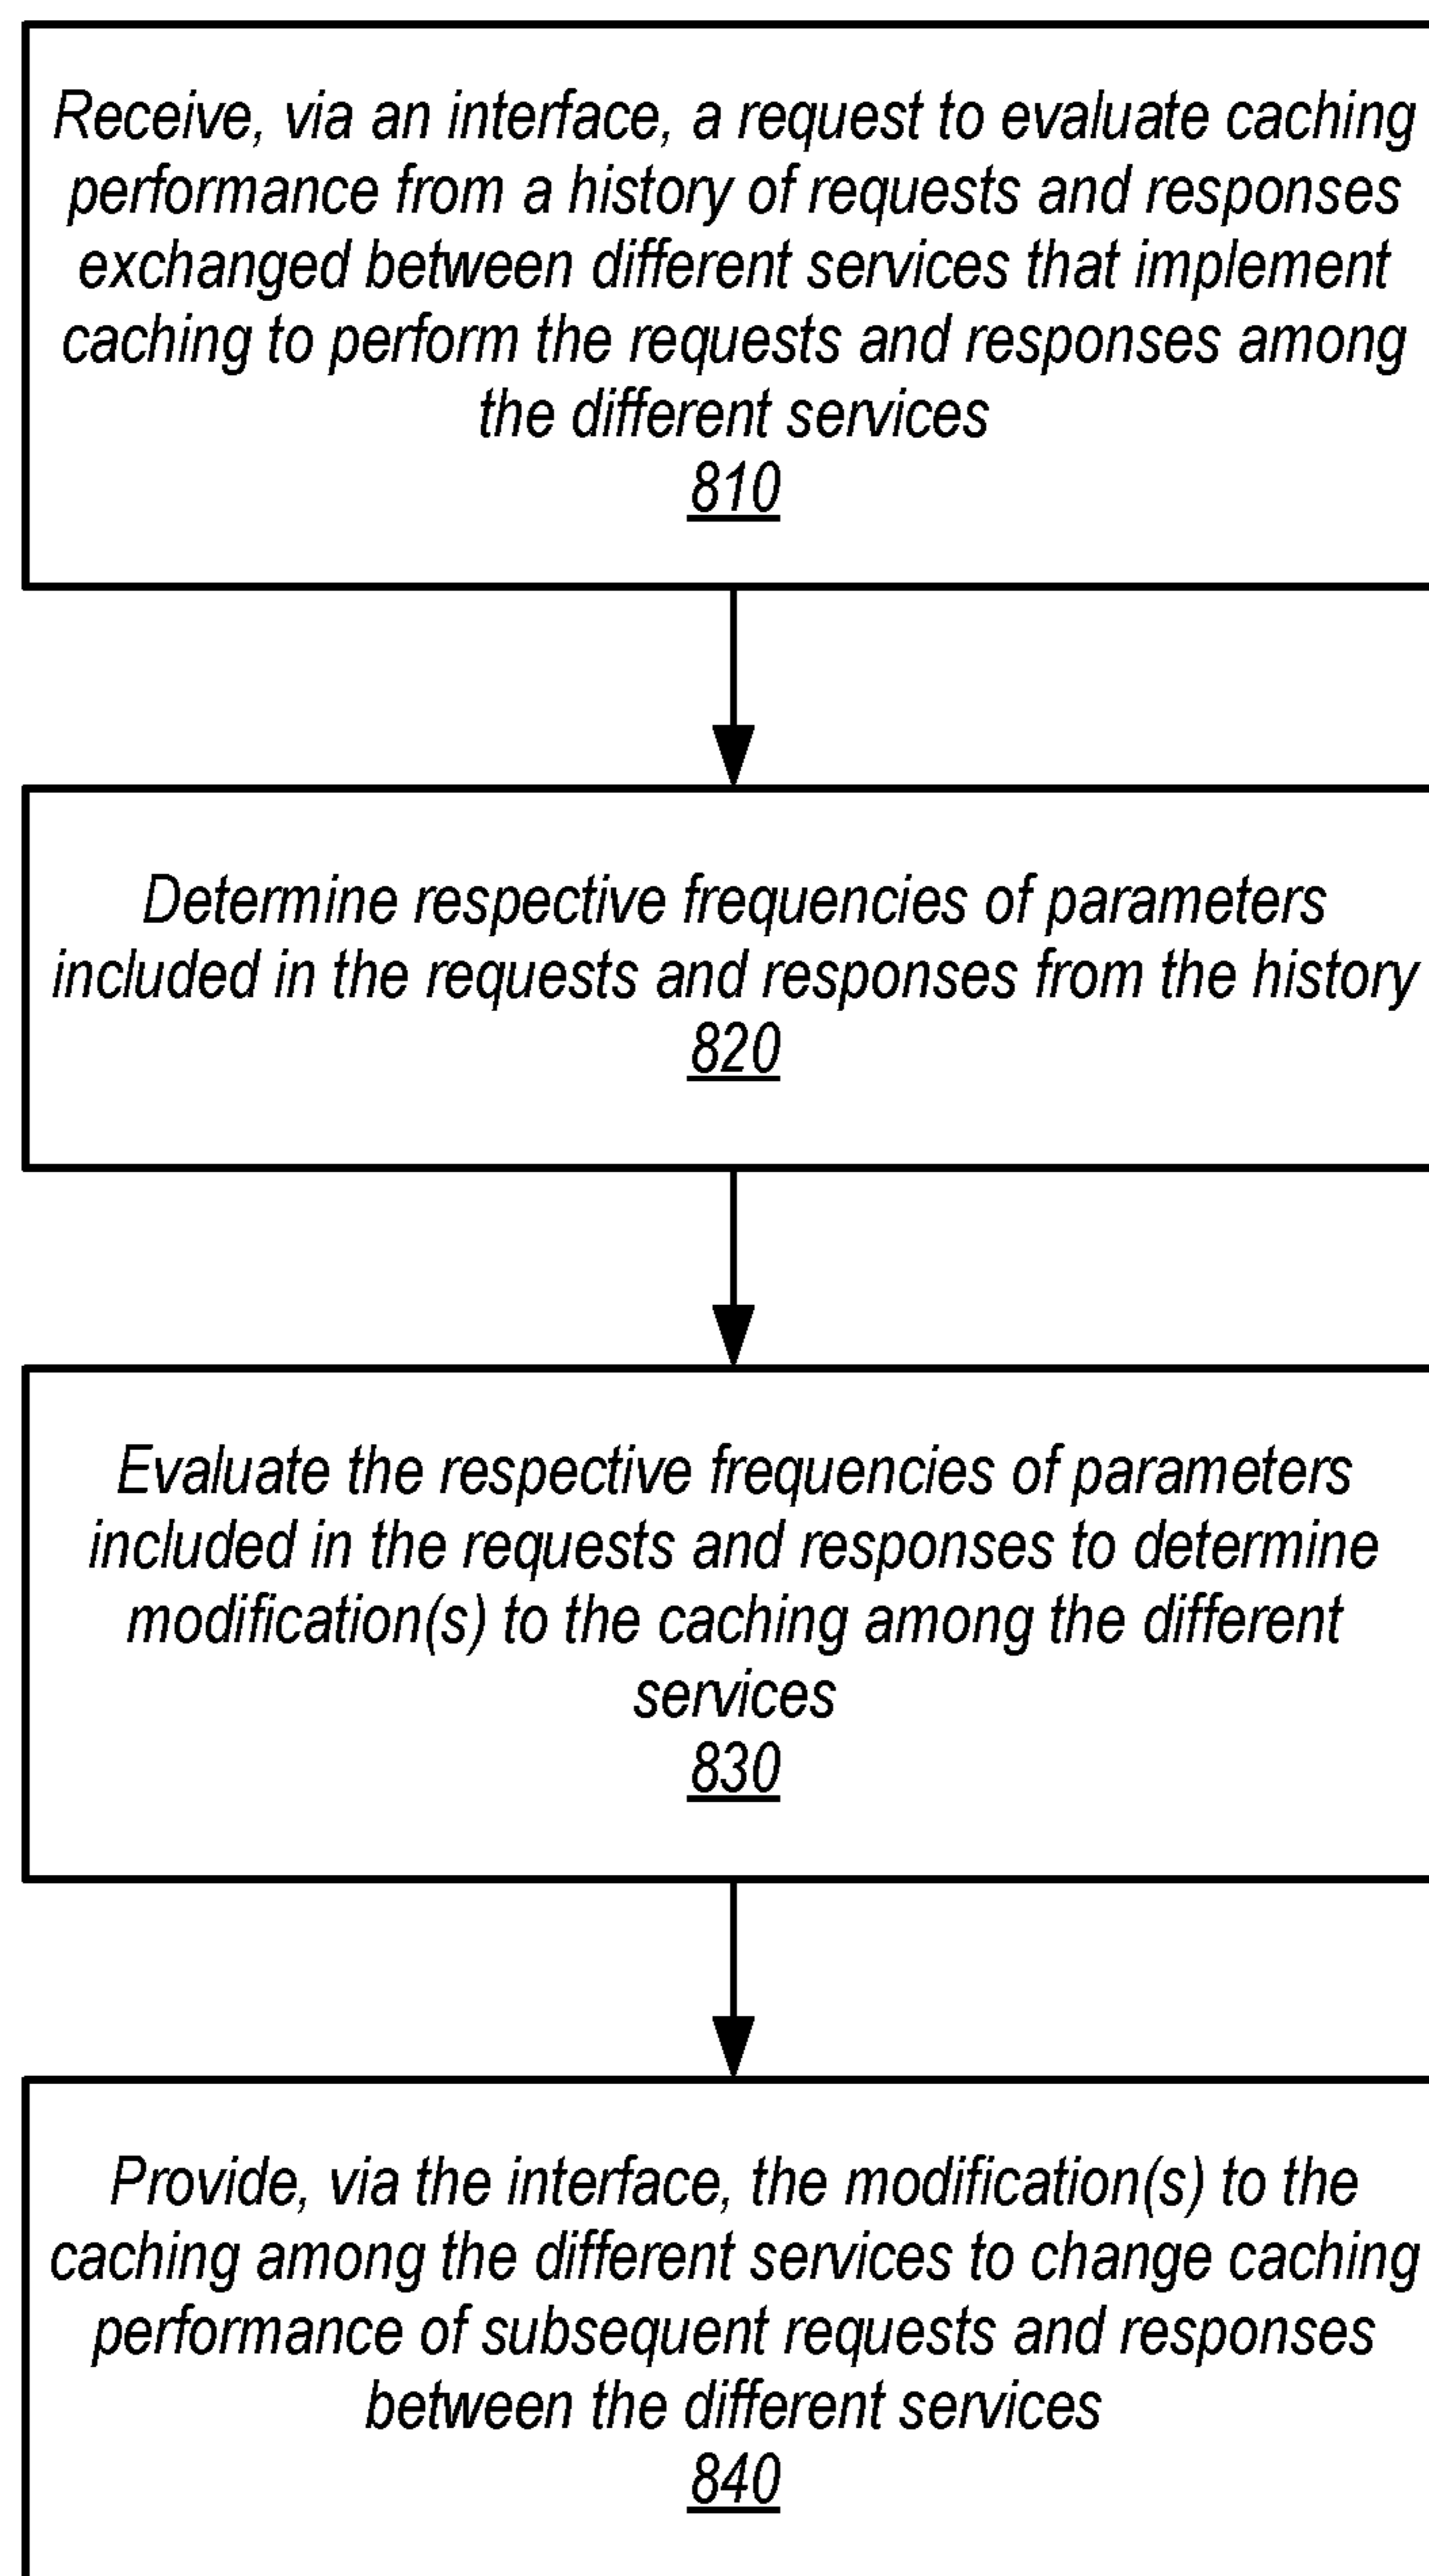 Receive, via an interface, a request to evaluate caching
performance from a history of requests and responses
exchanged between different services that implement
caching to perform the requests and responses among
the different services
810
Determine respective frequencies of parameters
included in the requests and responses from the history
820
Evaluate the respective frequencies of parameters
included in the requests and responses to determine
modification(s) to the caching among the different
services
830
Provide, via the interface, the modification(s) to the
caching among the different services to change caching
performance of subsequent requests and responses
between the different services
840